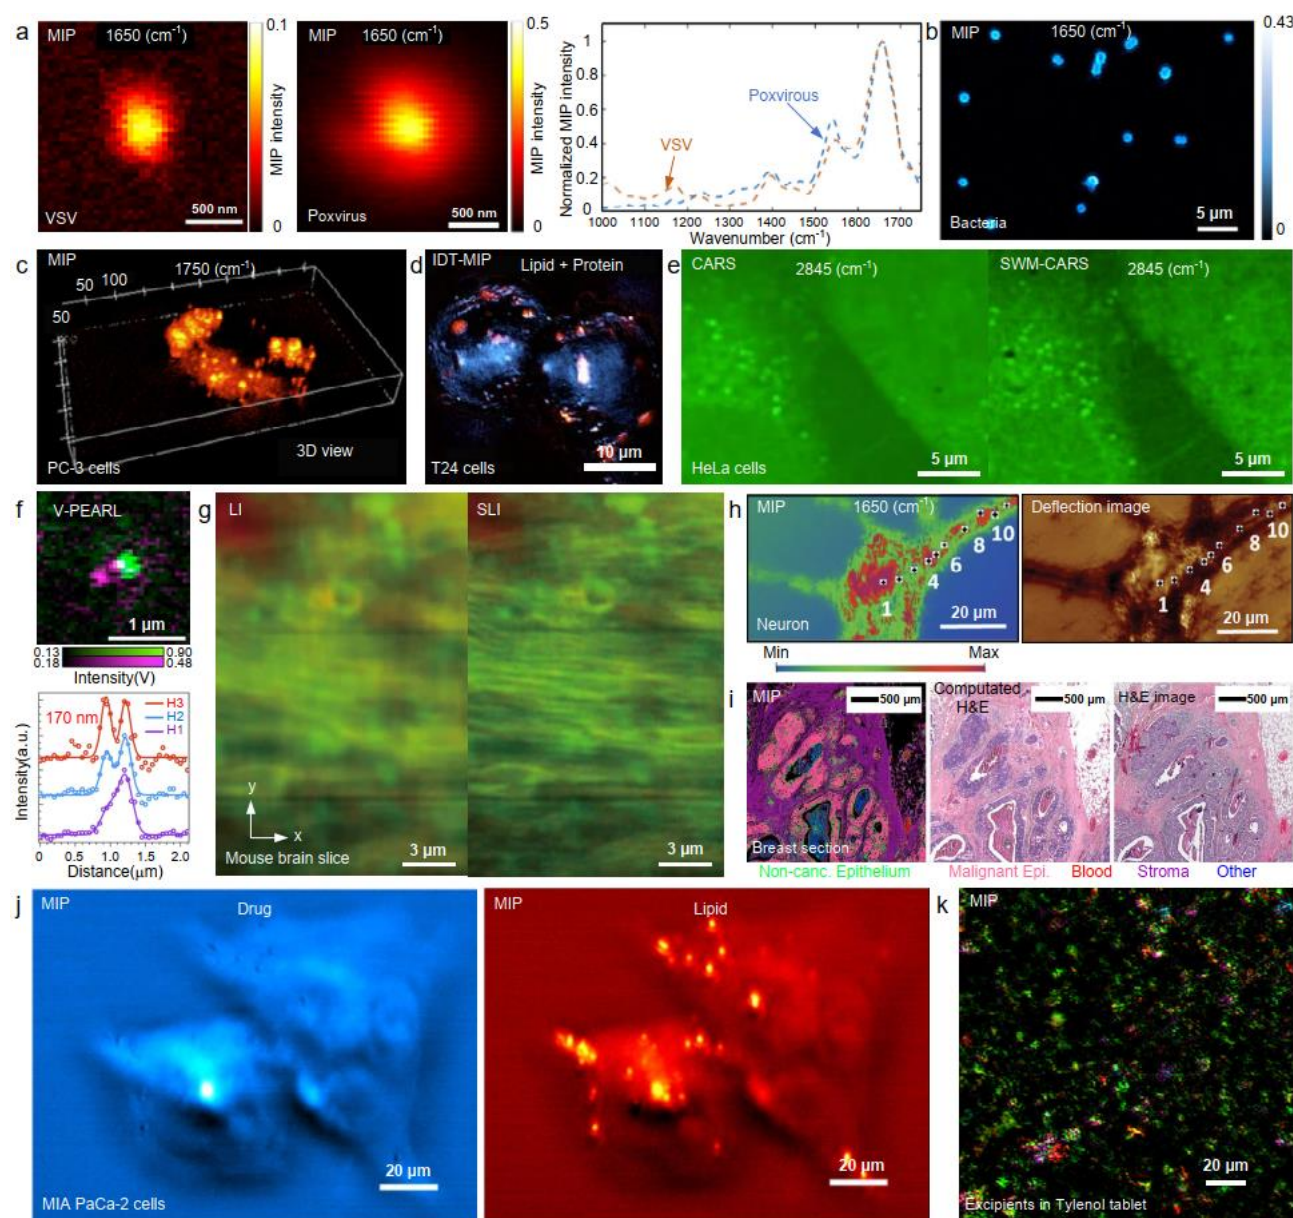 a
MIP 1650 (cm-1)
VSV
500 nm
0.1
MIP intensity
0
MIP 1650 (cm-1)
Poxvirus
500 nm
0.5
MIP intensity
0
Normalized MIP intensity
1
0.8
0.6
0.4
0.2
0
Poxvirous
VSV
1000 1100 1200 1300 1400 1500 1600 1700
Wavenumber (cm-1)
b
MIP 1650 (cm-1)
Bacteria
5 µm
0.43
0
c
MIP
1750 (cm-1)
50 100
50
3D view
PC-3 cells
d
IDT-MIP
Lipid + Protein
10 µm
T24 cells
e
CARS
2845 (cm-1)
HeLa cells
5 µm
SWM-CARS
2845 (cm-1)
5 µm
f
V-PEARL
1 µm
0.13 0.90
0.18 0.48
Intensity(V)
170 nm
H3
H2
H1
Intensity(a.u.)
0 0.5 1.0 1.5 2.0
Distance(µm)
g
LI
y
x
Mouse brain slice
3 µm
SLI
3 µm
h
MIP 1650 (cm-1)
1 4 6 8 10
Neuron
20 µm
Deflection image
1 4 6 8 10
20 µm
Min Max
i
MIP
500 µm
Breast section
Computated
H&E
500 µm
H&E image
500 µm
Non-canc. Epithelium Malignant Epi. Blood Stroma Other
j
MIP
Drug
20 µm
MIA PaCa-2 cells
MIP
Lipid
20 µm
k
MIP
20 µm
Excipients in Tylenol tablet